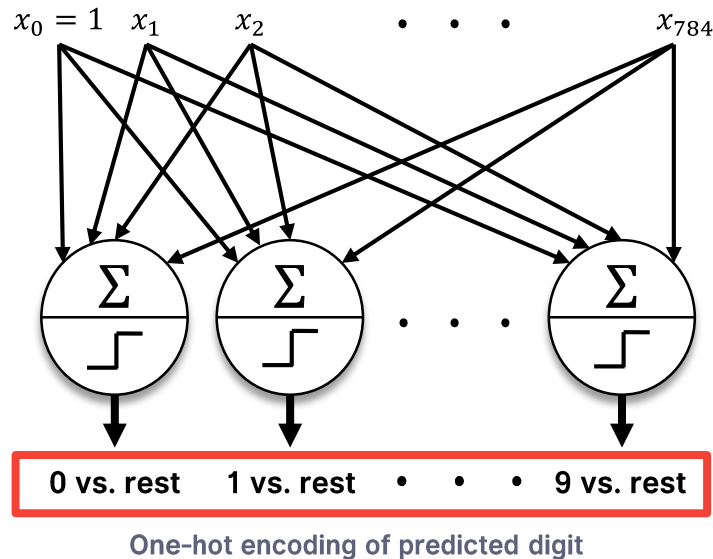 x₀ = 1 x₁ x₂ · · · x₇₈₄
Σ Σ · · · Σ
0 vs. rest 1 vs. rest · · · 9 vs. rest
One-hot encoding of predicted digit